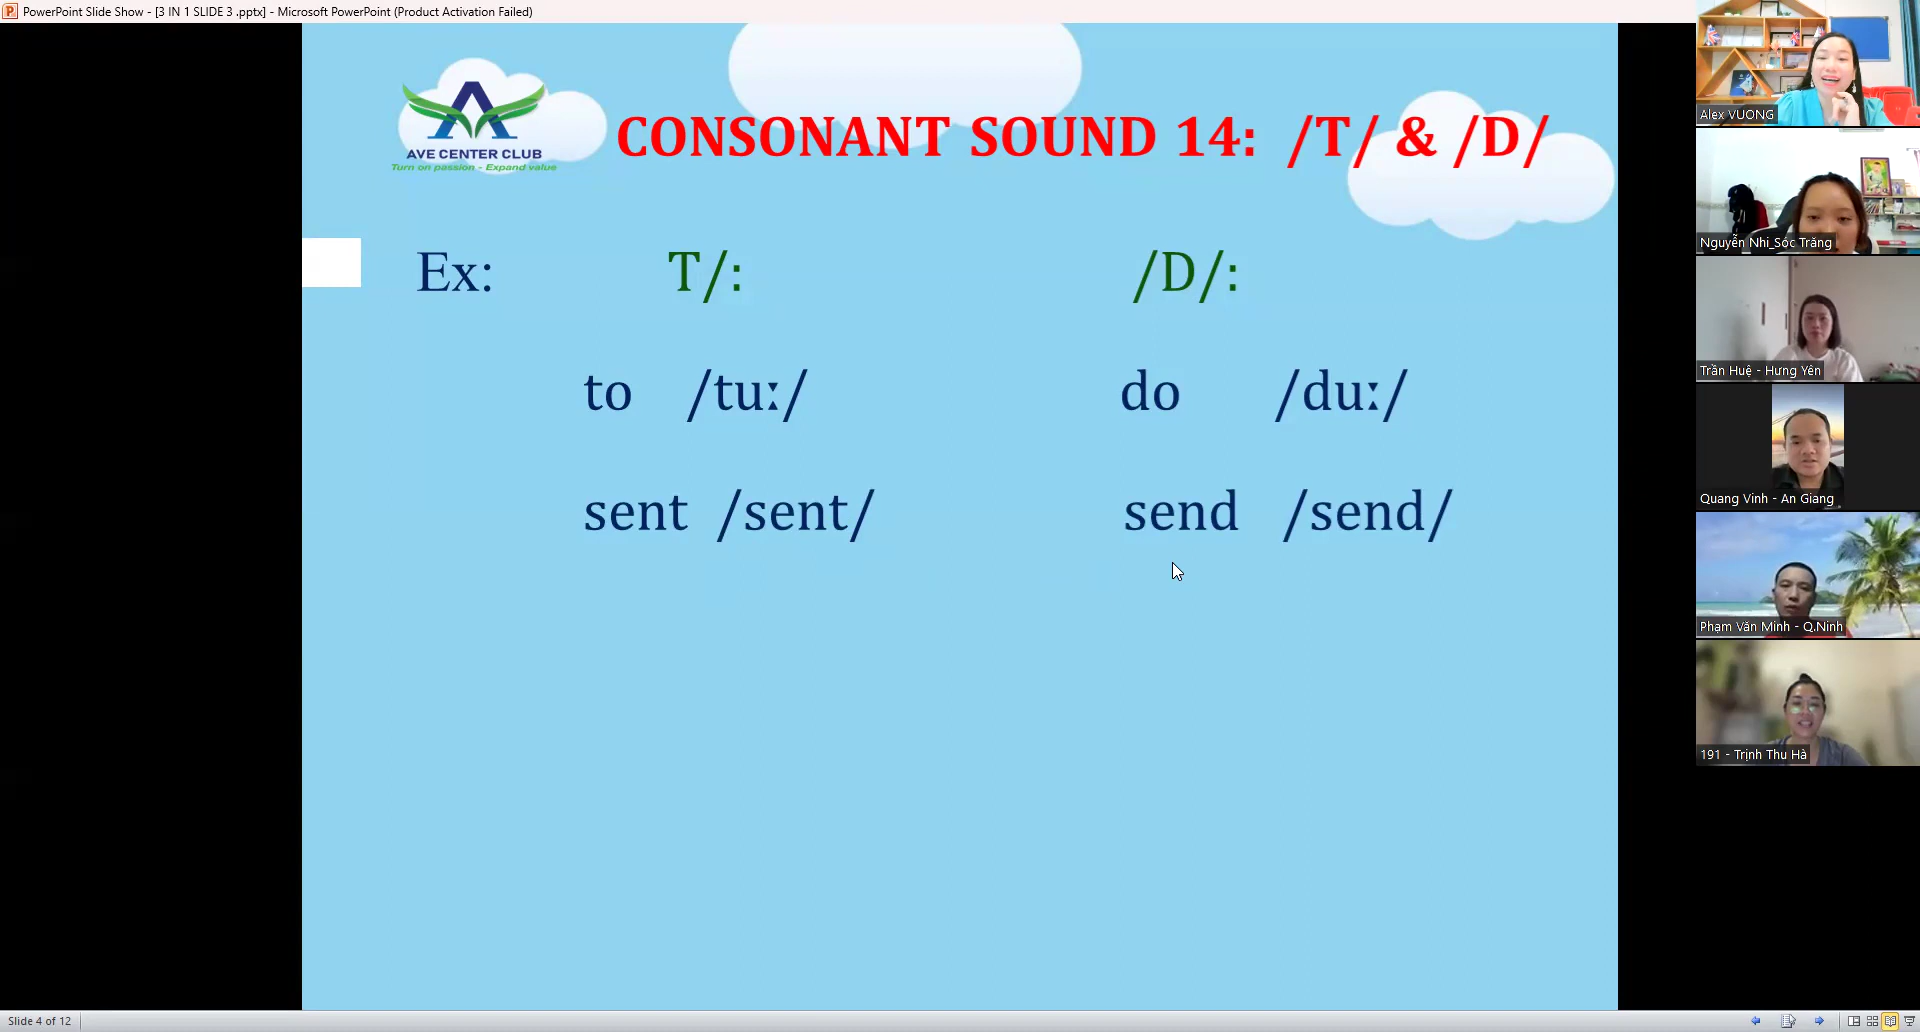 PowerPoint Slide Show - [3 IN 1 SLIDE 3 .pptx] - Microsoft PowerPoint (Product Activation Failed)
AVE CENTER CLUB
Turn on passion - Expand value
CONSONANT SOUND 14: /T/ & /D/
Ex: T/: /D/:
to /tuː/ do /duː/
sent /sent/ send /send/
Alex VUONG
Nguyễn Nhi_Sóc Trăng
Trần Huệ - Hưng Yên
Quang Vinh - An Giang
Phạm Văn Minh - Q.Ninh
191 - Trịnh Thu Hà
Slide 4 of 12